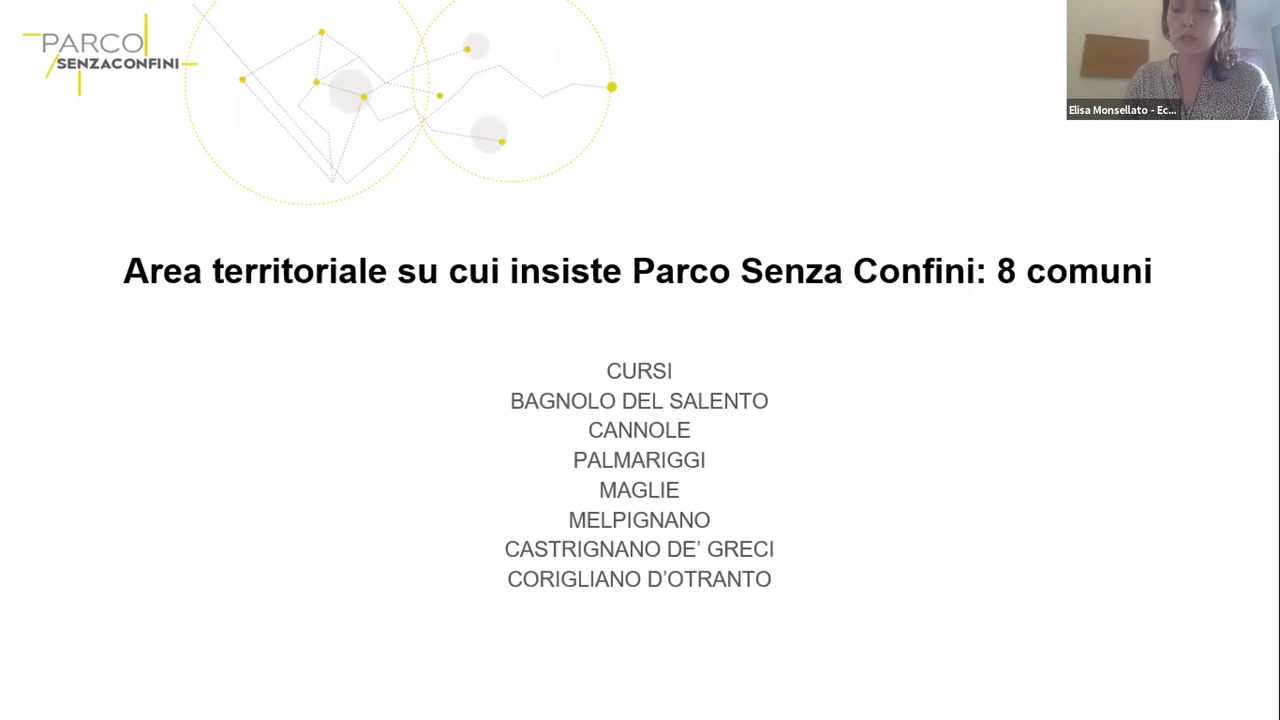 PARCO
SENZACONFINI
Elisa Monsellato - Ec...
Area territoriale su cui insiste Parco Senza Confini: 8 comuni
CURSI
BAGNOLO DEL SALENTO
CANNOLE
PALMARIGGI
MAGLIE
MELPIGNANO
CASTRIGNANO DE’ GRECI
CORIGLIANO D’OTRANTO